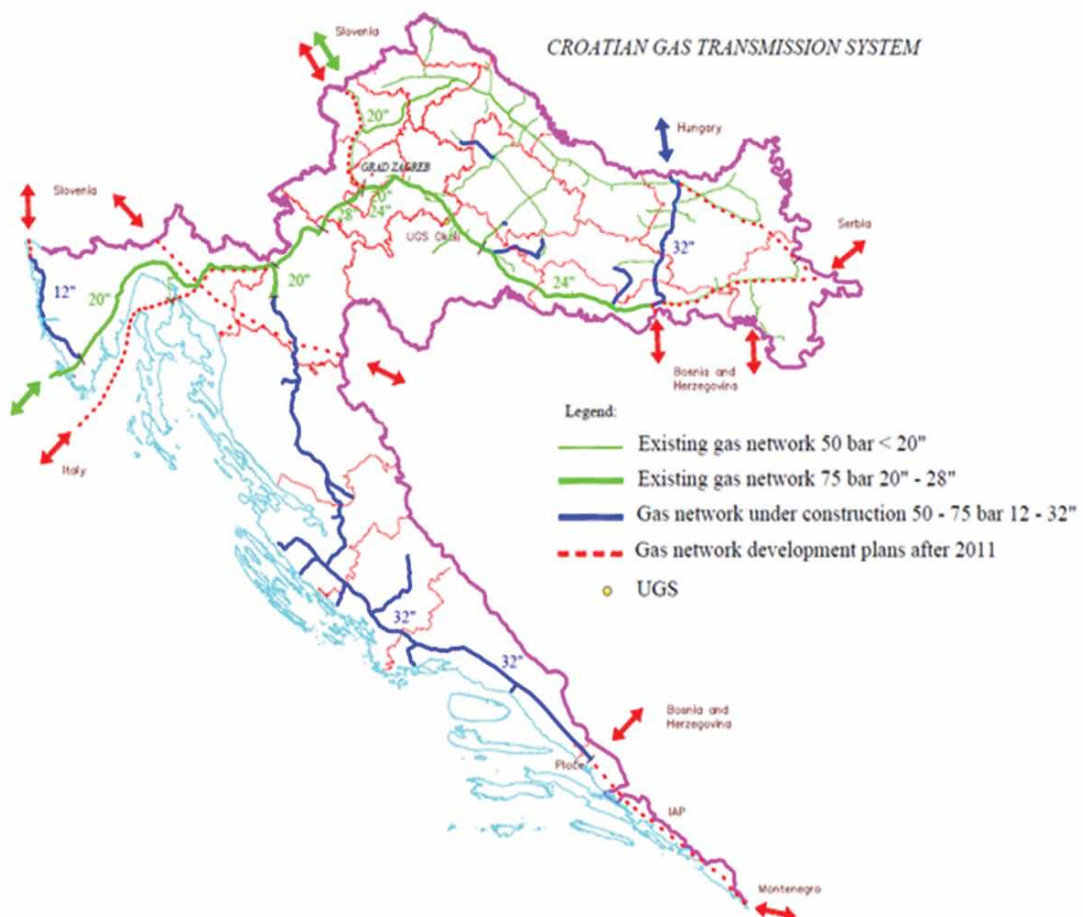 Slovenia
CROATIAN GAS TRANSMISSION SYSTEM
20"
Hungary
GRAD ZAGREB
Slovenia
20"
28"
24"
UGS Okoli
Serbia
32"
12"
20"
20"
24"
Bosnia and
Herzegovina
Italy
Legend:
Existing gas network 50 bar < 20"
Existing gas network 75 bar 20" - 28"
Gas network under construction 50 - 75 bar 12 - 32"
Gas network development plans after 2011
UGS
32"
32"
Bosnia and
Herzegovina
Ploče
IAP
Montenegro